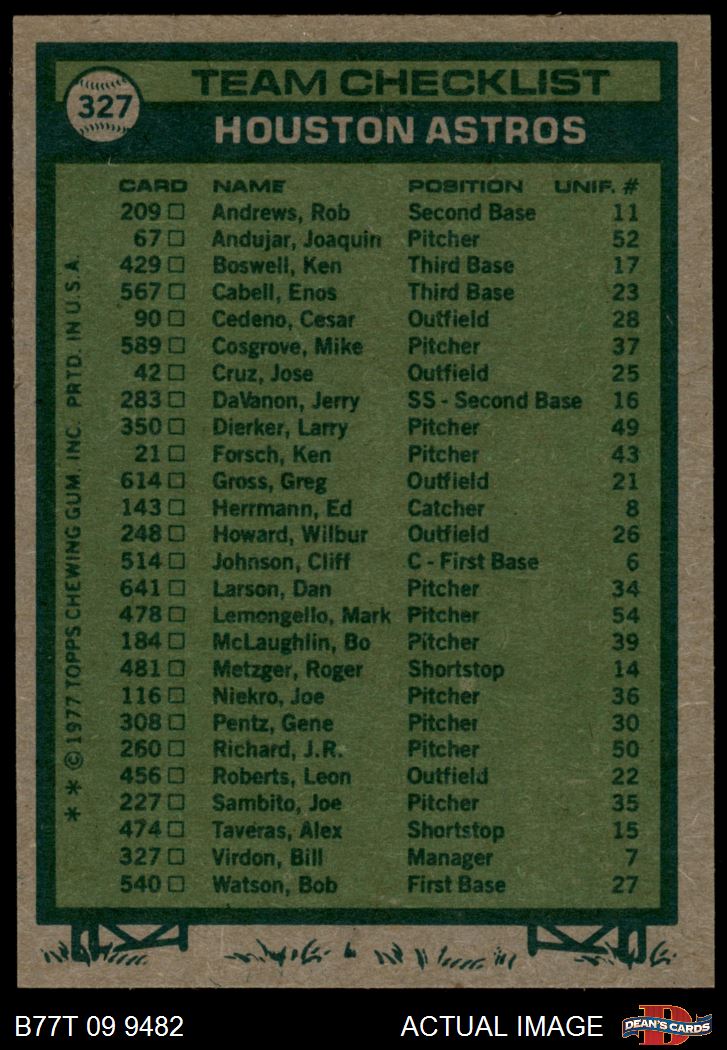 327
TEAM CHECKLIST
HOUSTON ASTROS
CARD NAME POSITION UNIF. #
209 Andrews, Rob Second Base 11
67 Andujar, Joaquin Pitcher 52
429 Boswell, Ken Third Base 17
567 Cabell, Enos Third Base 23
90 Cedeno, Cesar Outfield 28
589 Cosgrove, Mike Pitcher 37
42 Cruz, Jose Outfield 25
283 DaVanon, Jerry SS - Second Base 16
350 Dierker, Larry Pitcher 49
21 Forsch, Ken Pitcher 43
614 Gross, Greg Outfield 21
143 Herrmann, Ed Catcher 8
248 Howard, Wilbur Outfield 26
514 Johnson, Cliff C - First Base 6
641 Larson, Dan Pitcher 34
478 Lemongello, Mark Pitcher 54
184 McLaughlin, Bo Pitcher 39
481 Metzger, Roger Shortstop 14
116 Niekro, Joe Pitcher 36
308 Pentz, Gene Pitcher 30
260 Richard, J.R. Pitcher 50
456 Roberts, Leon Outfield 22
227 Sambito, Joe Pitcher 35
474 Taveras, Alex Shortstop 15
327 Virdon, Bill Manager 7
540 Watson, Bob First Base 27
* * © 1977 TOPPS CHEWING GUM, INC. PRTD. IN U.S.A.
B77T 09 9482 ACTUAL IMAGE
D
DEAN'S CARDS